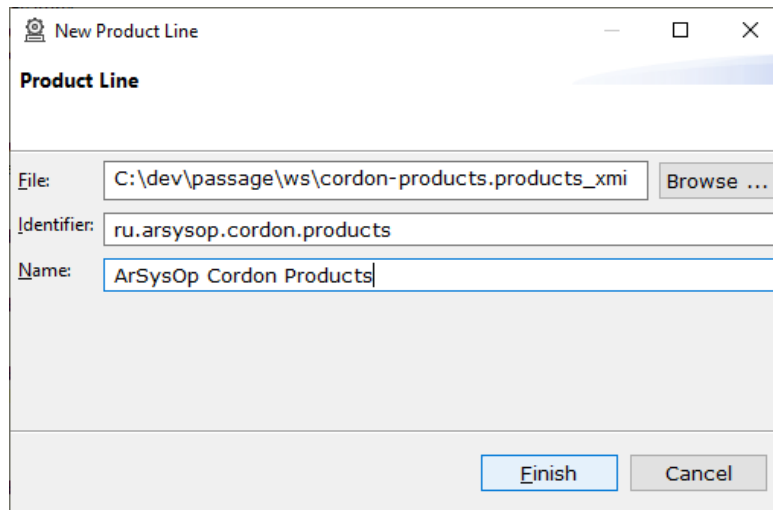 New Product Line
Product Line
File: C:\dev\passage\ws\cordon-products.products_xmi Browse ...
Identifier: ru.arsysop.cordon.products
Name: ArSysOp Cordon Products
Finish Cancel